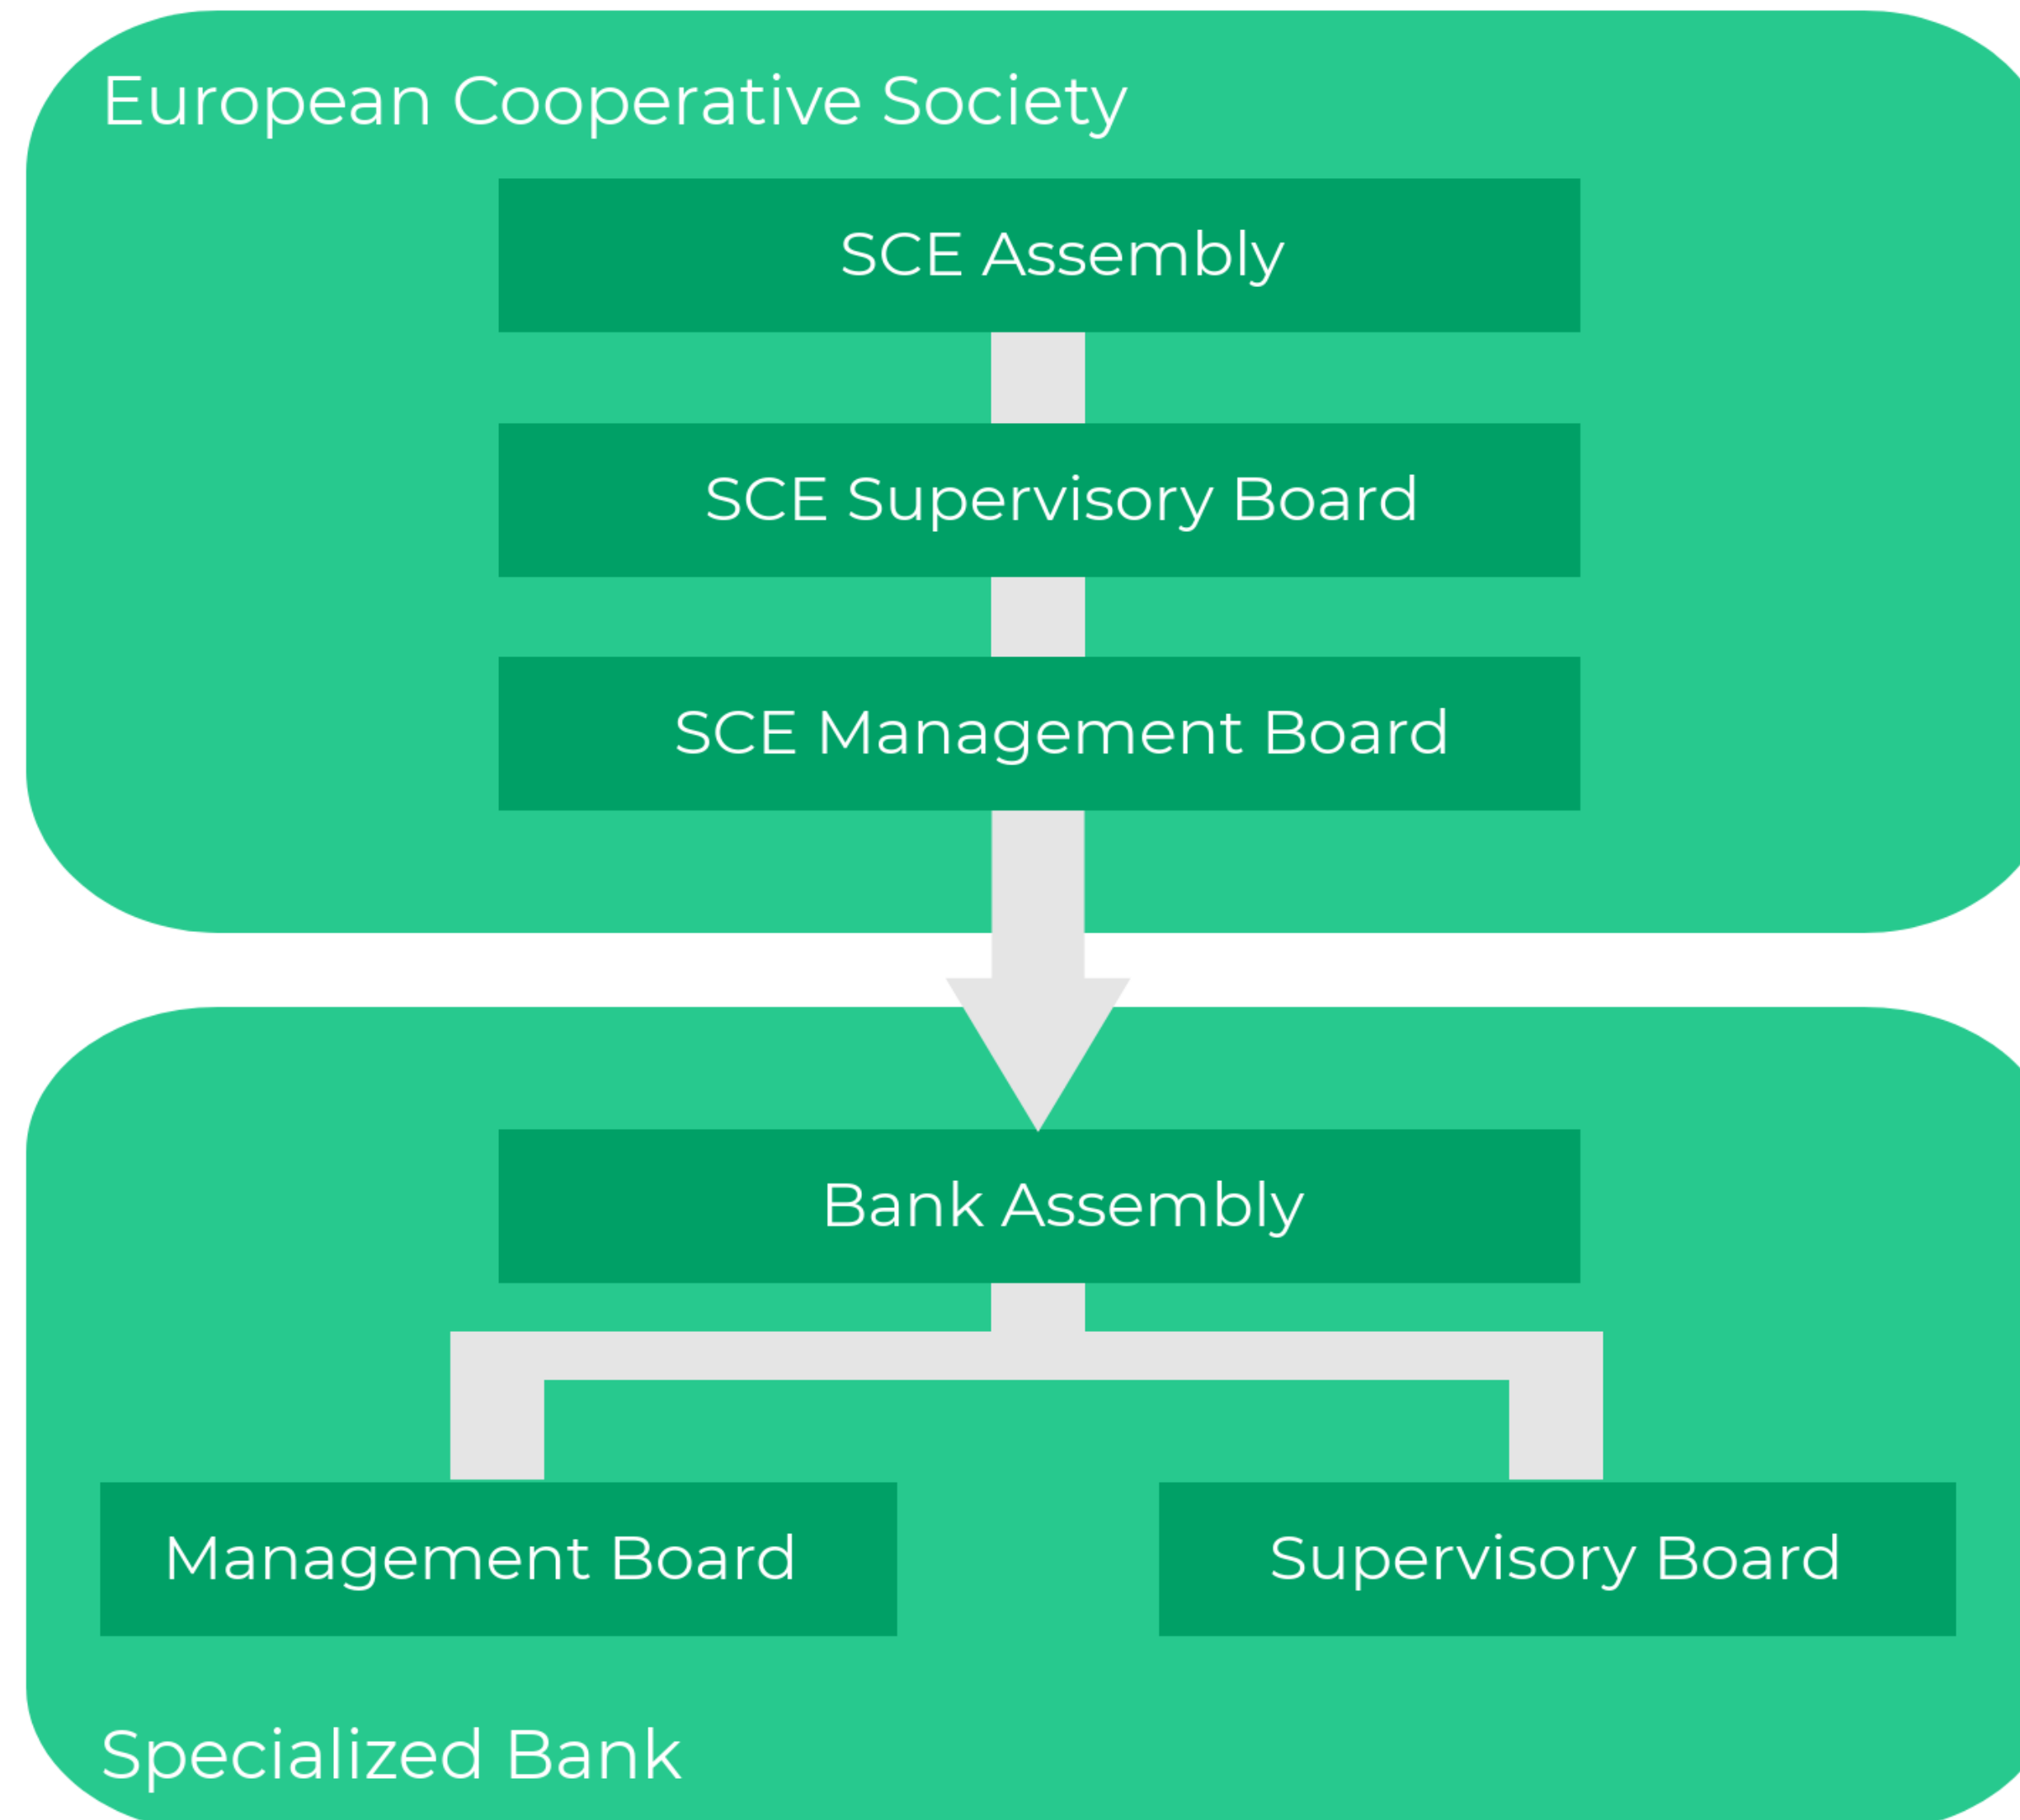 European Cooperative Society
SCE Assembly
SCE Supervisory Board
SCE Management Board
Bank Assembly
Management Board
Supervisory Board
Specialized Bank